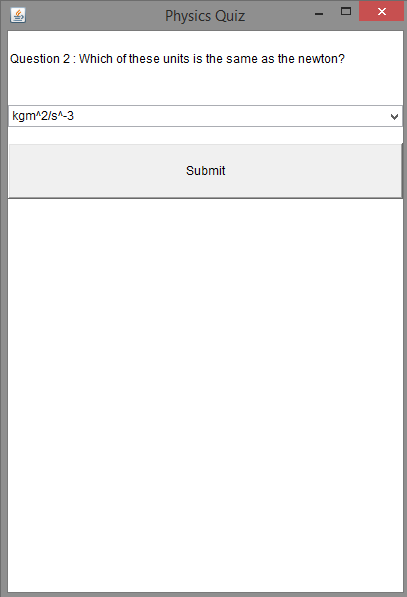 Physics Quiz
Question 2 : Which of these units is the same as the newton?
kgm^2/s^-3
Submit